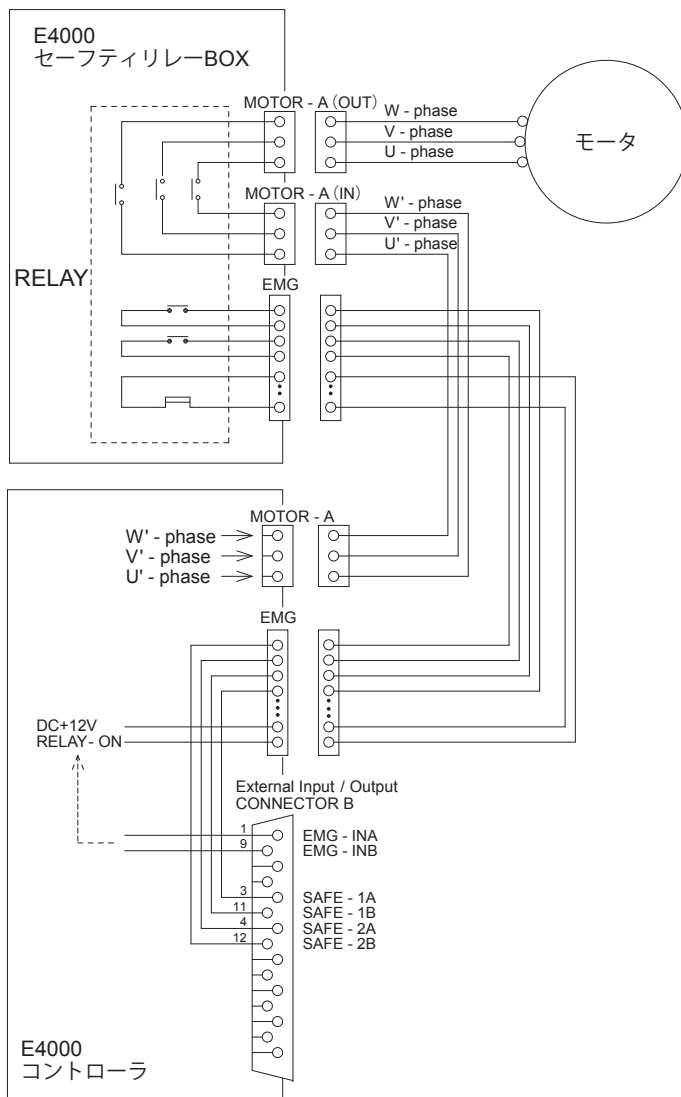 E4000
セーフティリレーBOX
MOTOR - A（OUT）
W - phase
V - phase
U - phase
モータ
MOTOR - A（IN）
W' - phase
V' - phase
U' - phase
RELAY
EMG
MOTOR - A
W' - phase
V' - phase
U' - phase
EMG
DC+12V
RELAY - ON
External Input / Output
CONNECTOR B
1
EMG - INA
9
EMG - INB
3
SAFE - 1A
11
SAFE - 1B
4
SAFE - 2A
12
SAFE - 2B
E4000
コントローラ